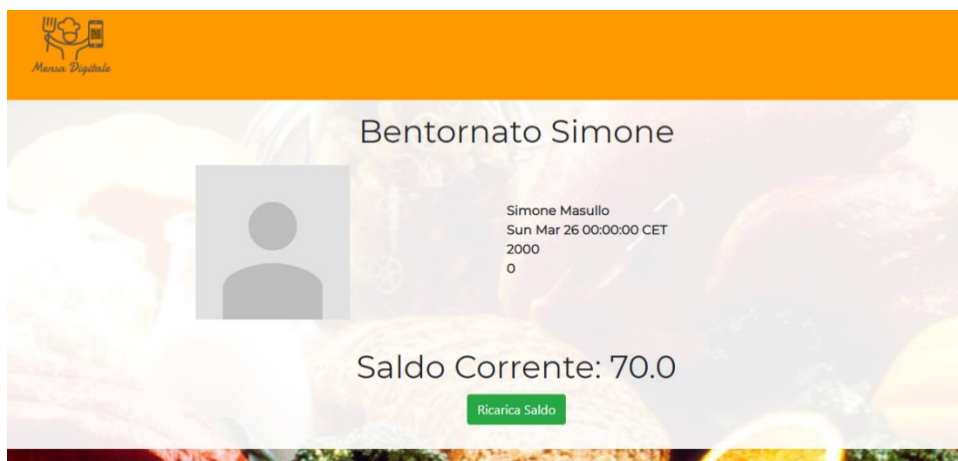 Mensa Digitale
Bentornato Simone
Simone Masullo
Sun Mar 26 00:00:00 CET
2000
0
Saldo Corrente: 70.0
Ricarica Saldo